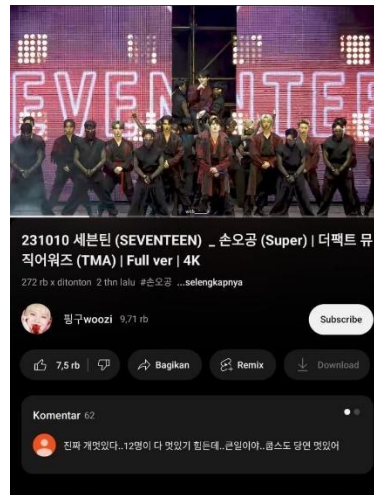 SEVENTEE
231010 세븐틴 (SEVENTEEN) _ 손오공 (Super) | 더팩트 뮤
직어워즈 (TMA) | Full ver | 4K
272 rb x ditonton 2 thn lalu #손오공 ...selengkapnya
핑구woozi 9,71 rb
Subscribe
7,5 rb
Bagikan
Remix
Download
Komentar 62
진짜 개멋있다..12명이 다 멋있기 힘든데..큰일이야..쿱스도 당연 멋있어